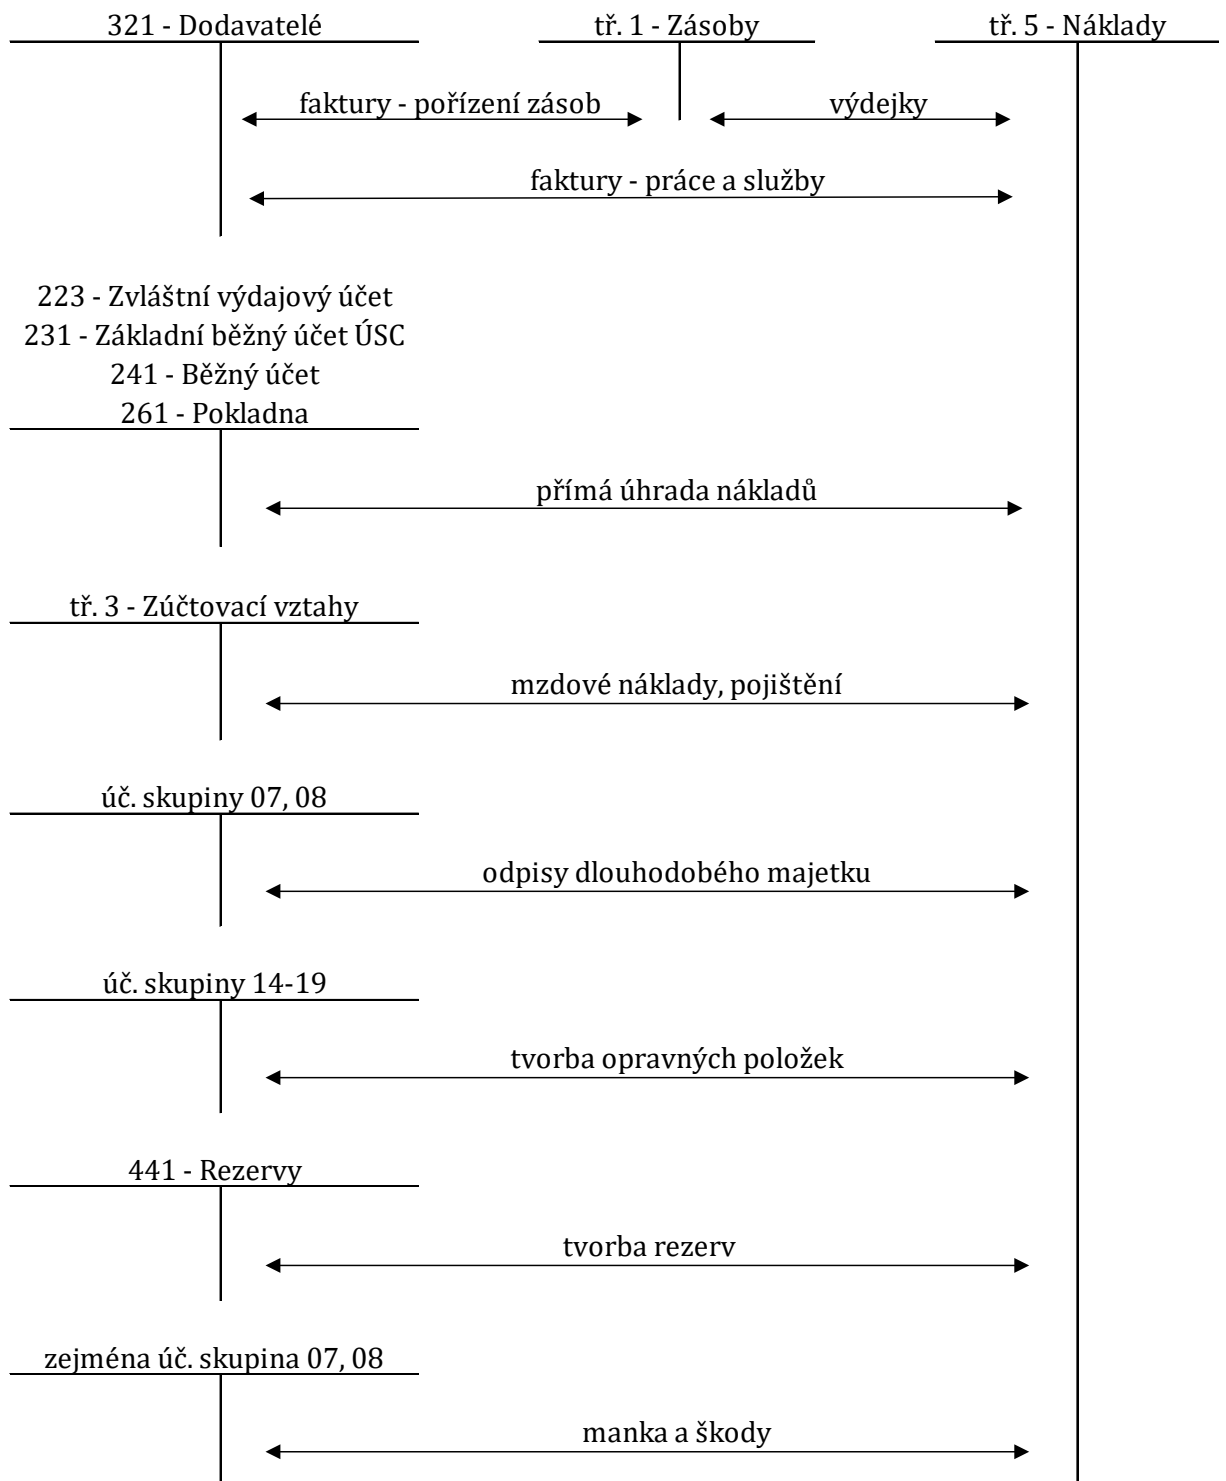 321 - Dodavatelé
tř. 1 - Zásoby
tř. 5 - Náklady
faktury - pořízení zásob
výdejky
faktury - práce a služby
223 - Zvláštní výdajový účet
231 - Základní běžný účet ÚSC
241 - Běžný účet
261 - Pokladna
přímá úhrada nákladů
tř. 3 - Zúčtovací vztahy
mzdové náklady, pojištění
úč. skupiny 07, 08
odpisy dlouhodobého majetku
úč. skupiny 14-19
tvorba opravných položek
441 - Rezervy
tvorba rezerv
zejména úč. skupina 07, 08
manka a škody